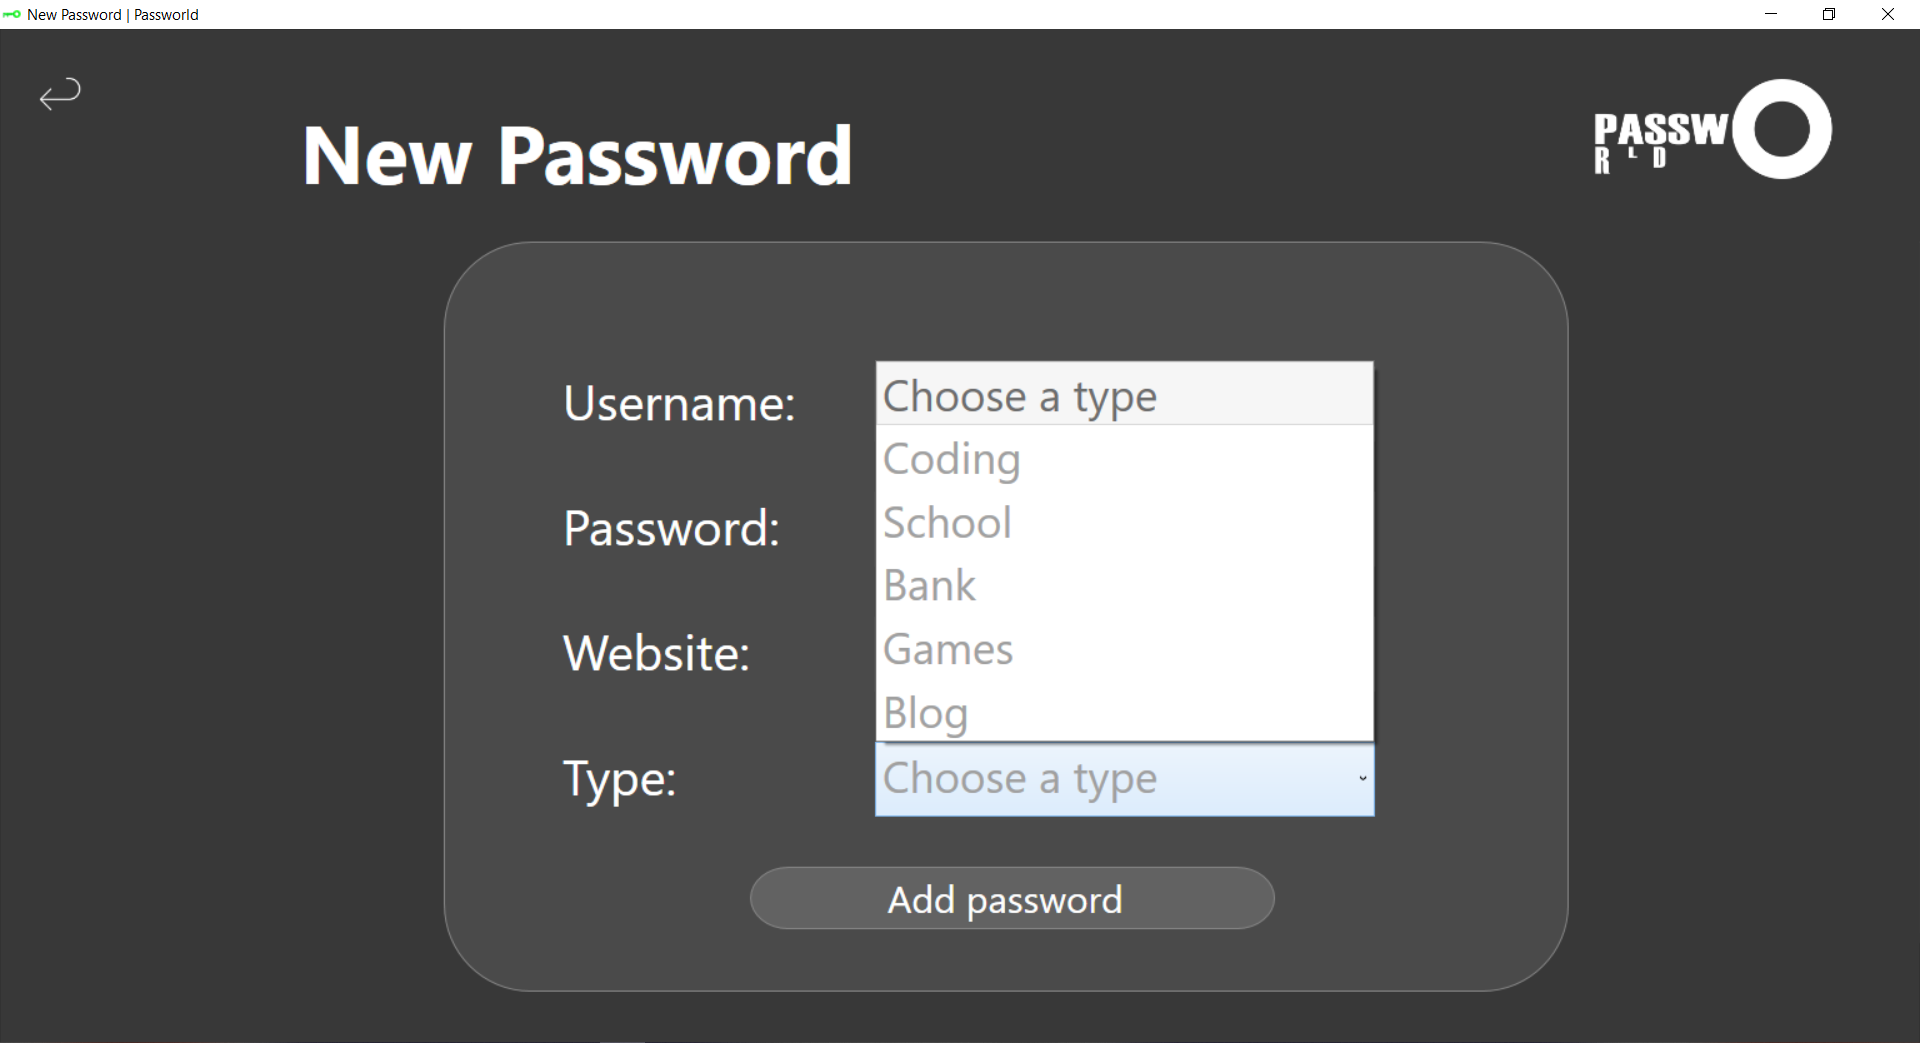 New Password | Passworld
PASSWO
RLD
New Password
Username:
Choose a type
Coding
School
Password:
Bank
Games
Website:
Blog
Type:
Choose a type
Add password